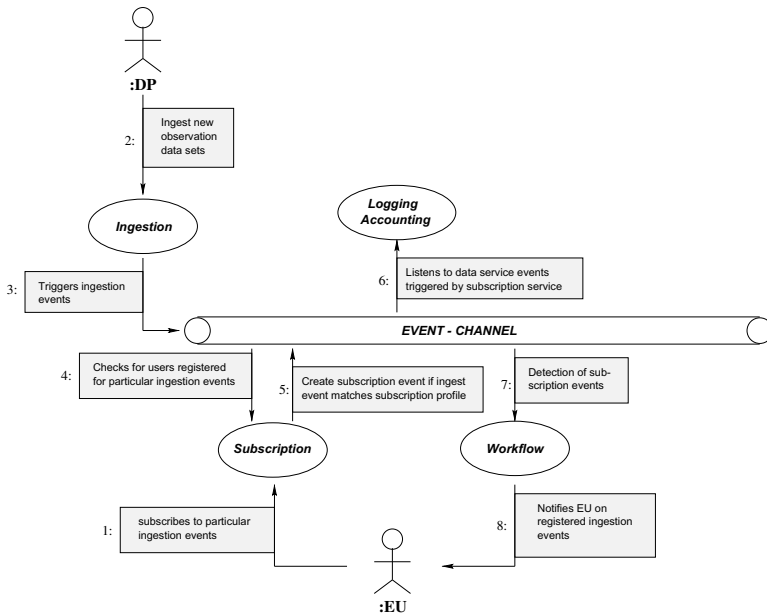 :DP
2:
Ingest new
observation
data sets
Ingestion
Logging
Accounting
3:
Triggers ingestion
events
6:
Listens to data service events
triggered by subscription service
EVENT - CHANNEL
4:
Checks for users registered
for particular ingestion events
5:
Create subscription event if ingest
event matches subscription profile
7:
Detection of sub-
scription events
Subscription
Workflow
1:
subscribes to particular
ingestion events
8:
Notifies EU on
registered ingestion
events
:EU